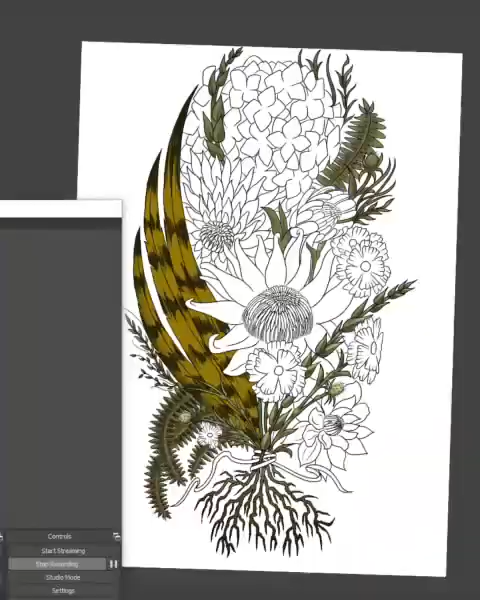 Controls
Start Streaming
Stop Recording
Studio Mode
Settings